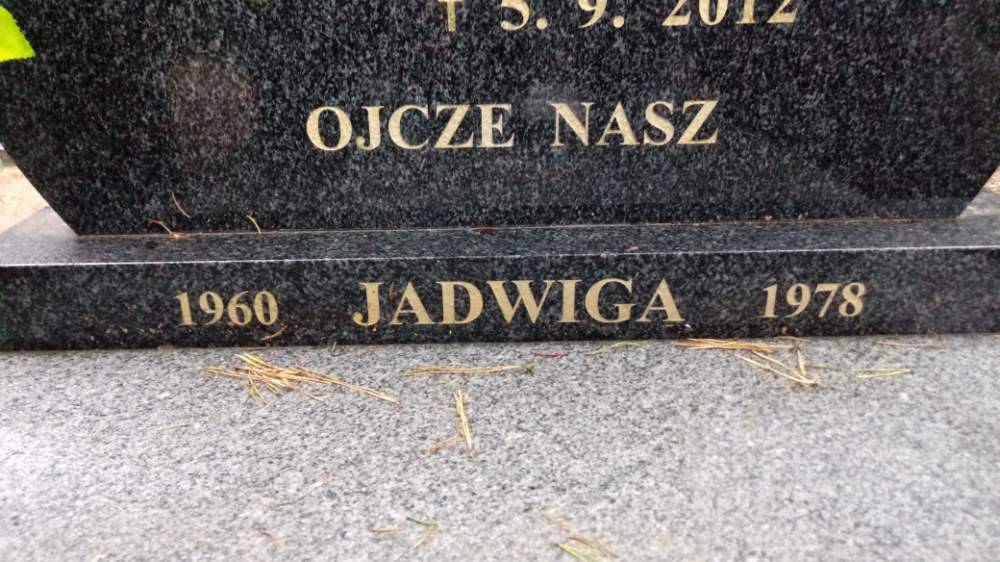 † 5. 9. 2012
OJCZE NASZ
1960 JADWIGA 1978